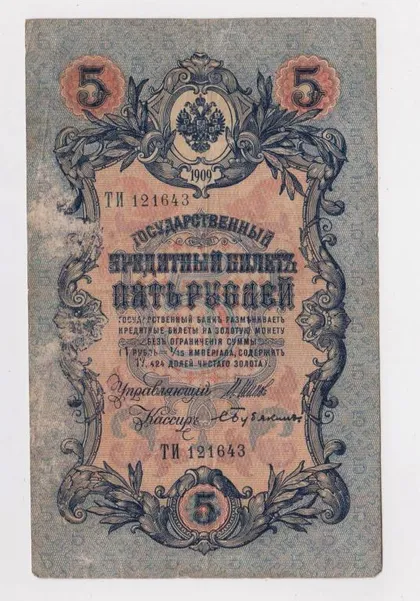 5 5
1909
ТИ 121643
ГОСУДАРСТВЕННЫЙ
КРЕДИТНЫЙ БИЛЕТЪ
ПЯТЬ РУБЛЕЙ
ГОСУДАРСТВЕННЫЙ БАНКЪ РАЗМѢНИВАЕТЪ
КРЕДИТНЫЕ БИЛЕТЫ НА ЗОЛОТУЮ МОНЕТУ
БЕЗЪ ОГРАНИЧЕНІЯ СУММЫ
(1 РУБЛЬ = 1/15 ИМПЕРІАЛА, СОДЕРЖИТЪ
17,424 ДОЛЕЙ ЧИСТАГО ЗОЛОТА).
Управляющій
Кассиръ
ТИ 121643
5